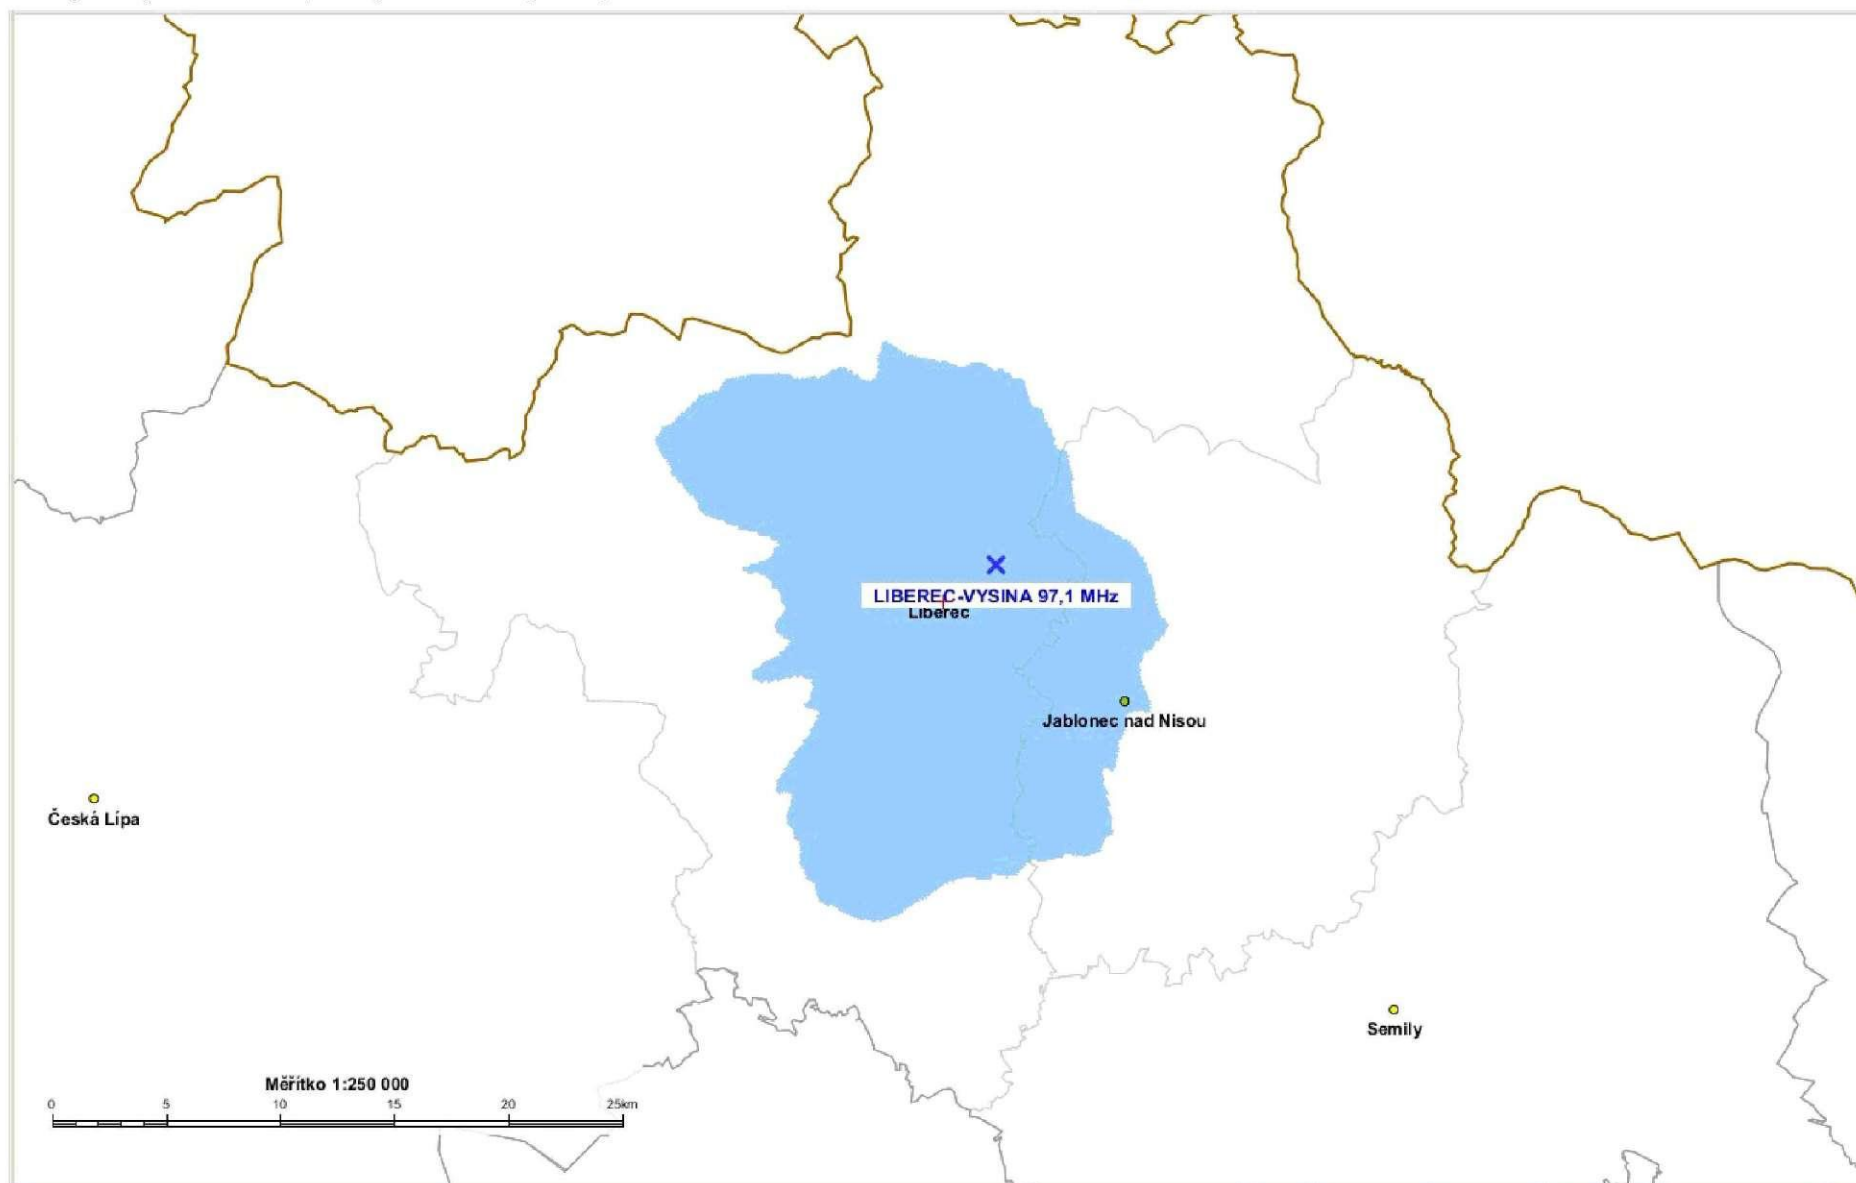 LIBEREC-VYSINA 97,1 MHz
Liberec
Jablonec nad Nisou
Česká Lípa
Semily
Měřítko 1:250 000
0 5 10 15 20 25km